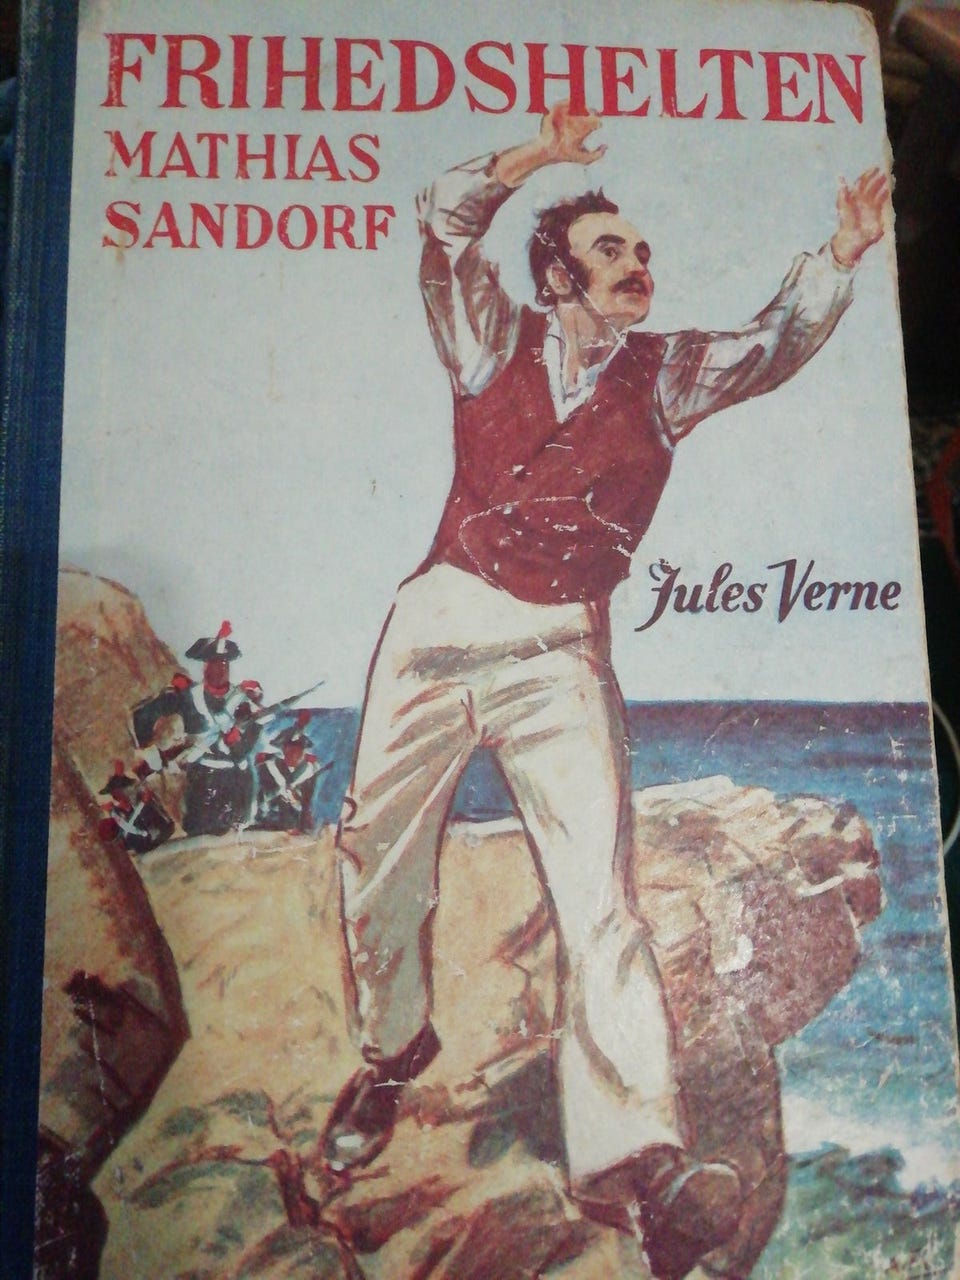 FRIHEDSHELTEN
MATHIAS
SANDORF
Jules Verne